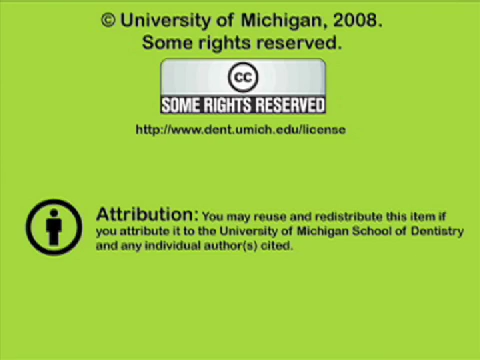 © University of Michigan, 2008.
Some rights reserved.
cc
SOME RIGHTS RESERVED
http://www.dent.umich.edu/license
Attribution: You may reuse and redistribute this item if
you attribute it to the University of Michigan School of Dentistry
and any individual author(s) cited.